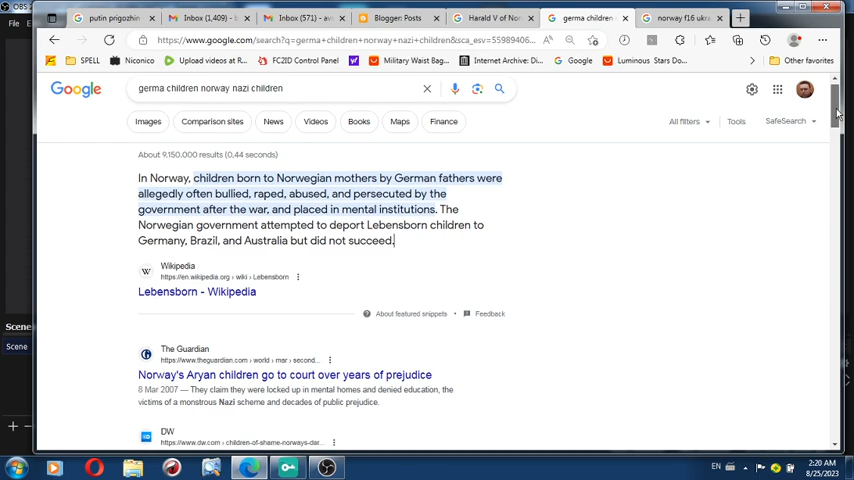 OBS 2
File
putin prigozhin
Inbox (1,409) - b
Inbox (571) - av
Blogger: Posts
Harald V of Nor
germa children
norway f16 ukra
https://www.google.com/search?q=germa+children+norway+nazi+children&sca_esv=55989406...
SPELL
Niconico
Upload videos at R...
FC2ID Control Panel
Military Waist Bag...
Internet Archive: Di...
Google
Luminous Stars Do...
Other favorites
Google
germa children norway nazi children
Images
Comparison sites
News
Videos
Books
Maps
Finance
All filters
Tools
SafeSearch
About 9,150,000 results (0.44 seconds)
In Norway, children born to Norwegian mothers by German fathers were
allegedly often bullied, raped, abused, and persecuted by the
government after the war, and placed in mental institutions. The
Norwegian government attempted to deport Lebensborn children to
Germany, Brazil, and Australia but did not succeed.
W
Wikipedia
https://en.wikipedia.org › wiki › Lebensborn
Lebensborn - Wikipedia
About featured snippets
Feedback
The Guardian
https://www.theguardian.com › world › mar › second...
Norway's Aryan children go to court over years of prejudice
8 Mar 2007 — They claim they were locked up in mental homes and denied education, the
victims of a monstrous Nazi scheme and decades of public prejudice.
DW
https://www.dw.com › children-of-shame-norways-dar...
Scene
Scene
EN
2:20 AM
8/25/2023